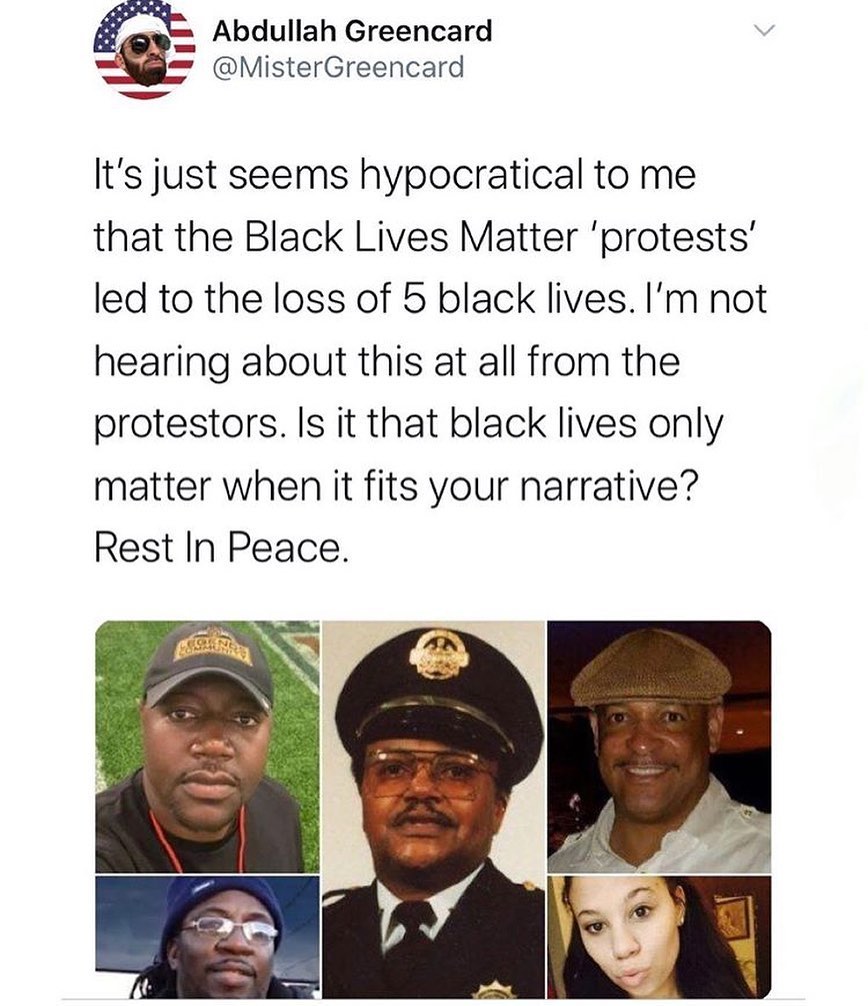 Abdullah Greencard
@MisterGreencard
It's just seems hypocratical to me
that the Black Lives Matter 'protests'
led to the loss of 5 black lives. I'm not
hearing about this at all from the
protestors. Is it that black lives only
matter when it fits your narrative?
Rest In Peace.
LEGENDS
COMMUNITY